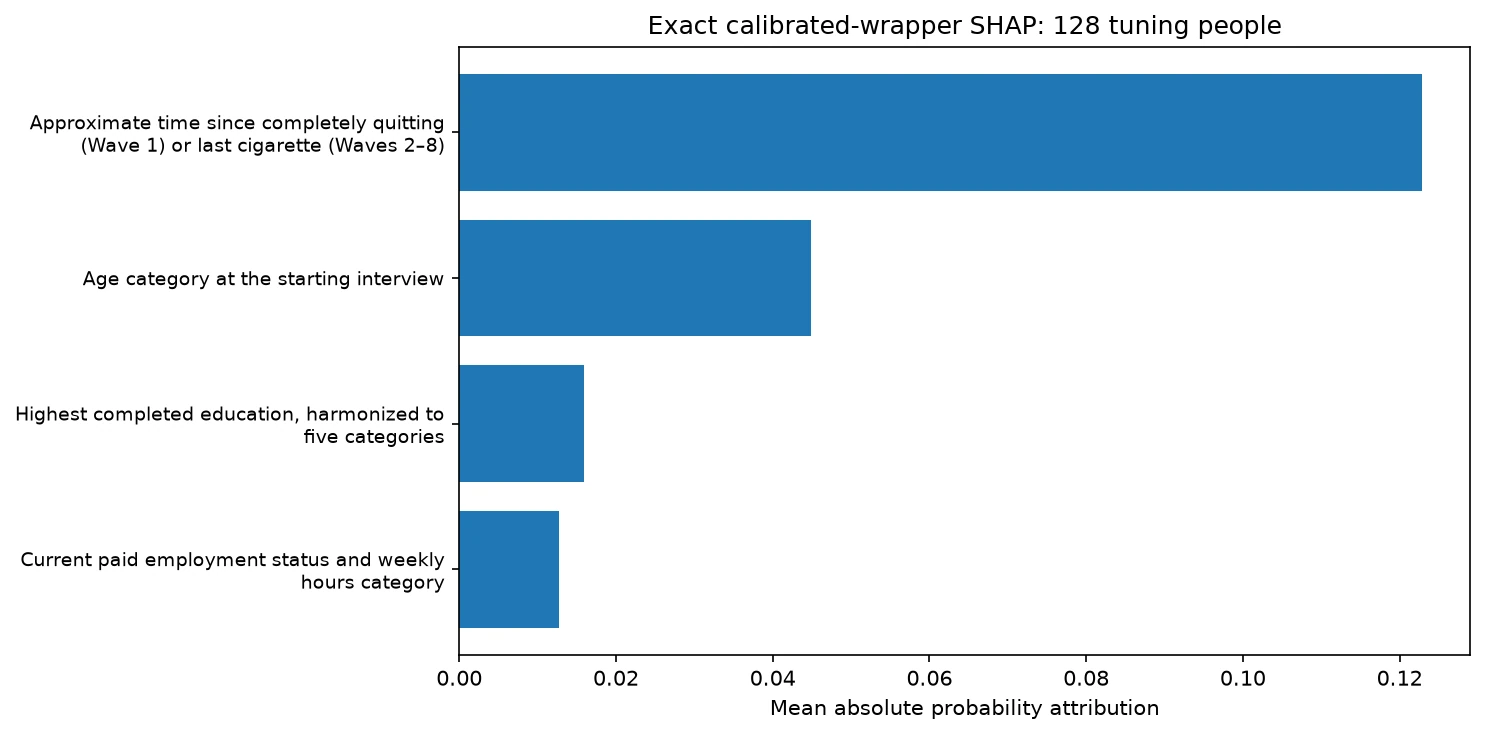 Exact calibrated-wrapper SHAP: 128 tuning people
Approximate time since completely quitting
(Wave 1) or last cigarette (Waves 2–8)
Age category at the starting interview
Highest completed education, harmonized to
five categories
Current paid employment status and weekly
hours category
0.00 0.02 0.04 0.06 0.08 0.10 0.12
Mean absolute probability attribution